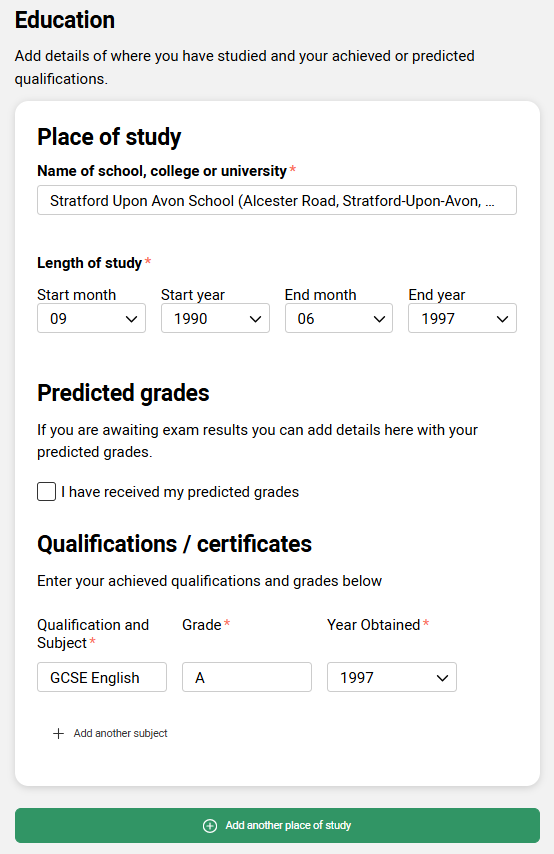 Education
Add details of where you have studied and your achieved or predicted
qualifications.
Place of study
Name of school, college or university *
Stratford Upon Avon School (Alcester Road, Stratford-Upon-Avon, ...
Length of study *
Start month Start year End month End year
09 1990 06 1997
Predicted grades
If you are awaiting exam results you can add details here with your
predicted grades.
I have received my predicted grades
Qualifications / certificates
Enter your achieved qualifications and grades below
Qualification and Grade * Year Obtained *
Subject *
GCSE English A 1997
+ Add another subject
Add another place of study